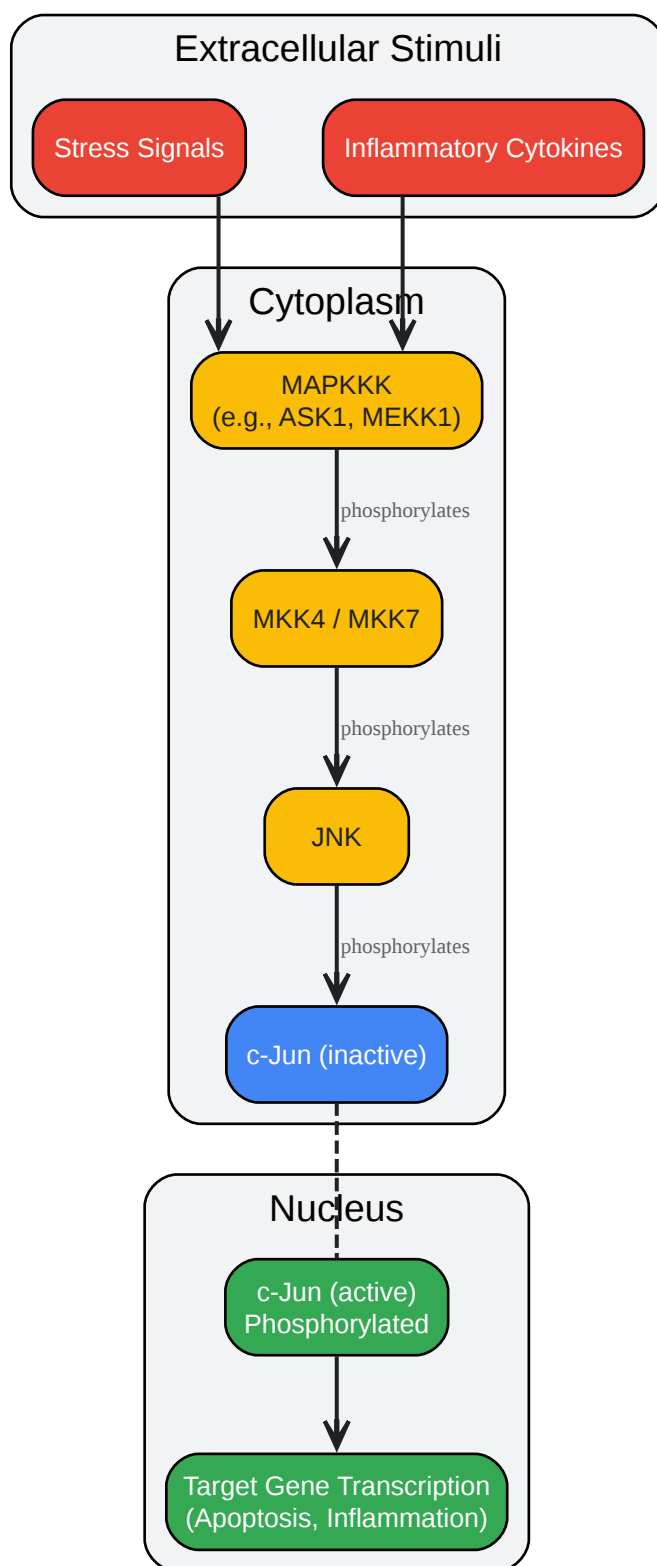 Extracellular Stimuli
Stress Signals
Inflammatory Cytokines
Cytoplasm
MAPKKK
(e.g., ASK1, MEKK1)
phosphorylates
MKK4 / MKK7
phosphorylates
JNK
phosphorylates
c-Jun (inactive)
Nucleus
c-Jun (active)
Phosphorylated
Target Gene Transcription
(Apoptosis, Inflammation)